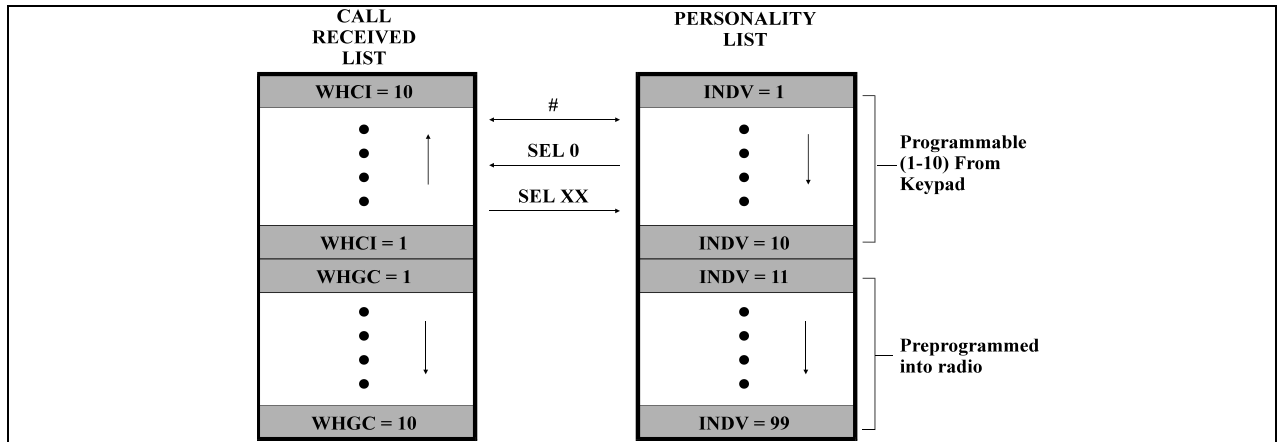 CALL
RECEIVED
LIST
PERSONALITY
LIST
WHCI = 10
WHCI = 1
WHGC = 1
WHGC = 10
#
SEL 0
SEL XX
INDV = 1
INDV = 10
INDV = 11
INDV = 99
Programmable
(1-10) From
Keypad
Preprogrammed
into radio